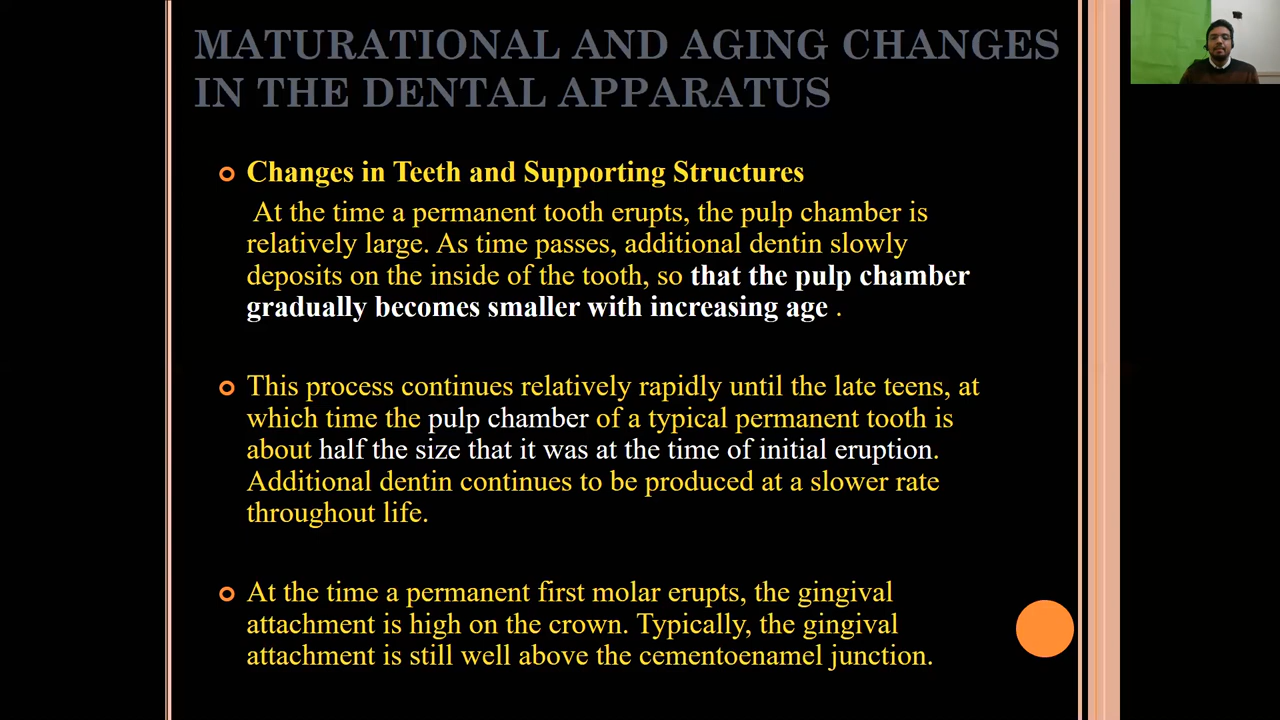 MATURATIONAL AND AGING CHANGES
IN THE DENTAL APPARATUS
Changes in Teeth and Supporting Structures
At the time a permanent tooth erupts, the pulp chamber is
relatively large. As time passes, additional dentin slowly
deposits on the inside of the tooth, so that the pulp chamber
gradually becomes smaller with increasing age .
This process continues relatively rapidly until the late teens, at
which time the pulp chamber of a typical permanent tooth is
about half the size that it was at the time of initial eruption.
Additional dentin continues to be produced at a slower rate
throughout life.
At the time a permanent first molar erupts, the gingival
attachment is high on the crown. Typically, the gingival
attachment is still well above the cementoenamel junction.